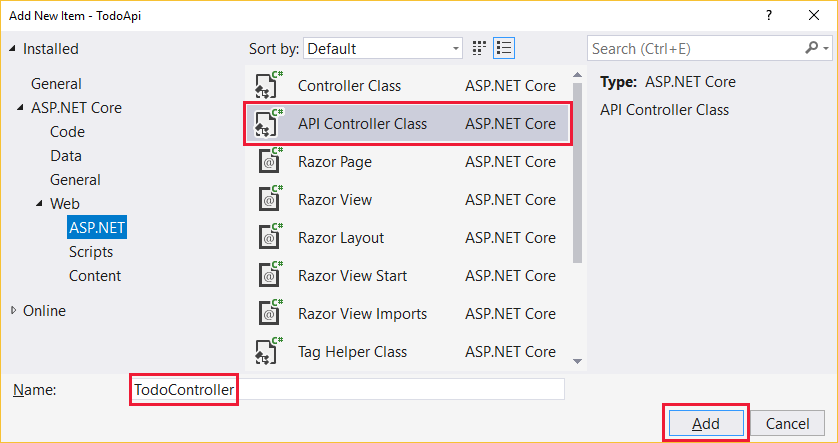 Add New Item - TodoApi
?
Installed
General
ASP.NET Core
Code
Data
General
Web
ASP.NET
Scripts
Content
Online
Sort by: Default
C# Controller Class ASP.NET Core
C# API Controller Class ASP.NET Core
C# @ Razor Page ASP.NET Core
C# @ Razor View ASP.NET Core
C# @ Razor Layout ASP.NET Core
C# @ Razor View Start ASP.NET Core
C# @ Razor View Imports ASP.NET Core
C# Tag Helper Class ASP.NET Core
Search (Ctrl+E)
Type: ASP.NET Core
API Controller Class
Name: TodoController
Add Cancel